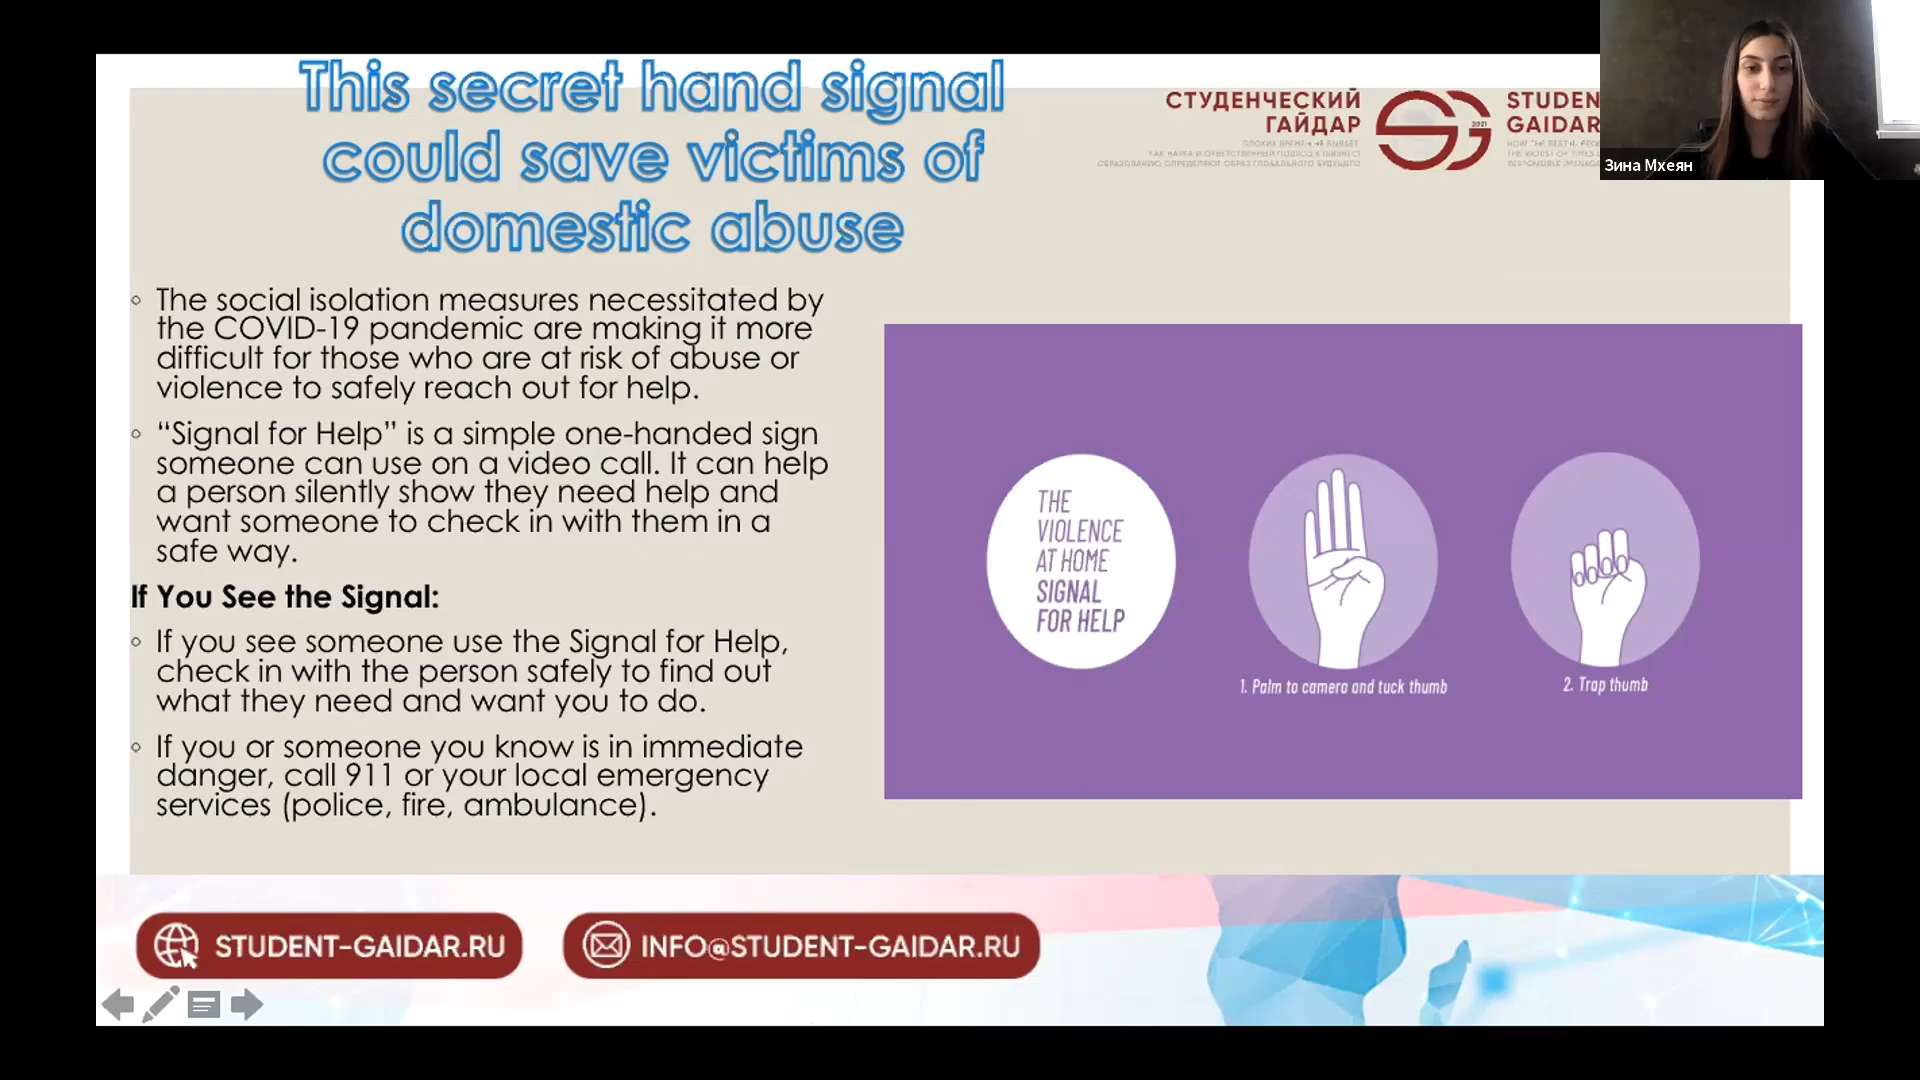 This secret hand signal
could save victims of
domestic abuse
СТУДЕНЧЕСКИЙ
ГАЙДАР
2021
STUDEN
GAIDAR
Зина Мхеян
◦ The social isolation measures necessitated by
the COVID-19 pandemic are making it more
difficult for those who are at risk of abuse or
violence to safely reach out for help.
◦ “Signal for Help” is a simple one-handed sign
someone can use on a video call. It can help
a person silently show they need help and
want someone to check in with them in a
safe way.
If You See the Signal:
◦ If you see someone use the Signal for Help,
check in with the person safely to find out
what they need and want you to do.
◦ If you or someone you know is in immediate
danger, call 911 or your local emergency
services (police, fire, ambulance).
THE
VIOLENCE
AT HOME
SIGNAL
FOR HELP
1. Palm to camera and tuck thumb
2. Trap thumb
STUDENT-GAIDAR.RU
INFO@STUDENT-GAIDAR.RU